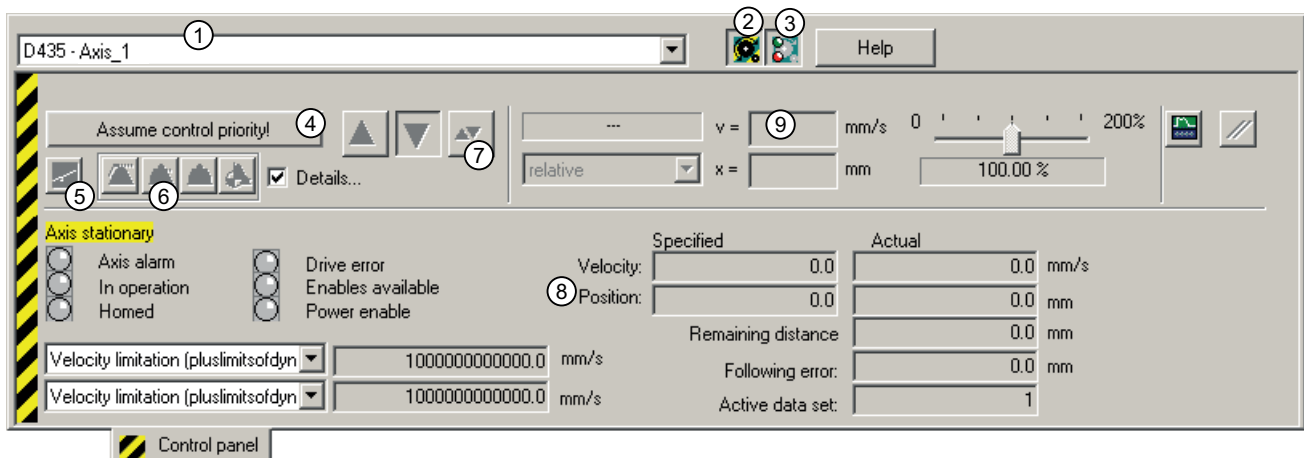 1 2 3
D435 - Axis_1 Help
Assume control priority! 4 7 --- v = 9 mm/s 0 200%
5 6 Details... relative x = mm 100.00 %
Axis stationary
Specified Actual
Axis alarm Drive error Velocity: 0.0 0.0 mm/s
In operation Enables available 8 Position: 0.0 0.0 mm
Homed Power enable
Remaining distance 0.0 mm
Velocity limitation (pluslimitsofdyn 1000000000000.0 mm/s
Following error: 0.0 mm
Velocity limitation (pluslimitsofdyn 1000000000000.0 mm/s
Active data set: 1
Control panel